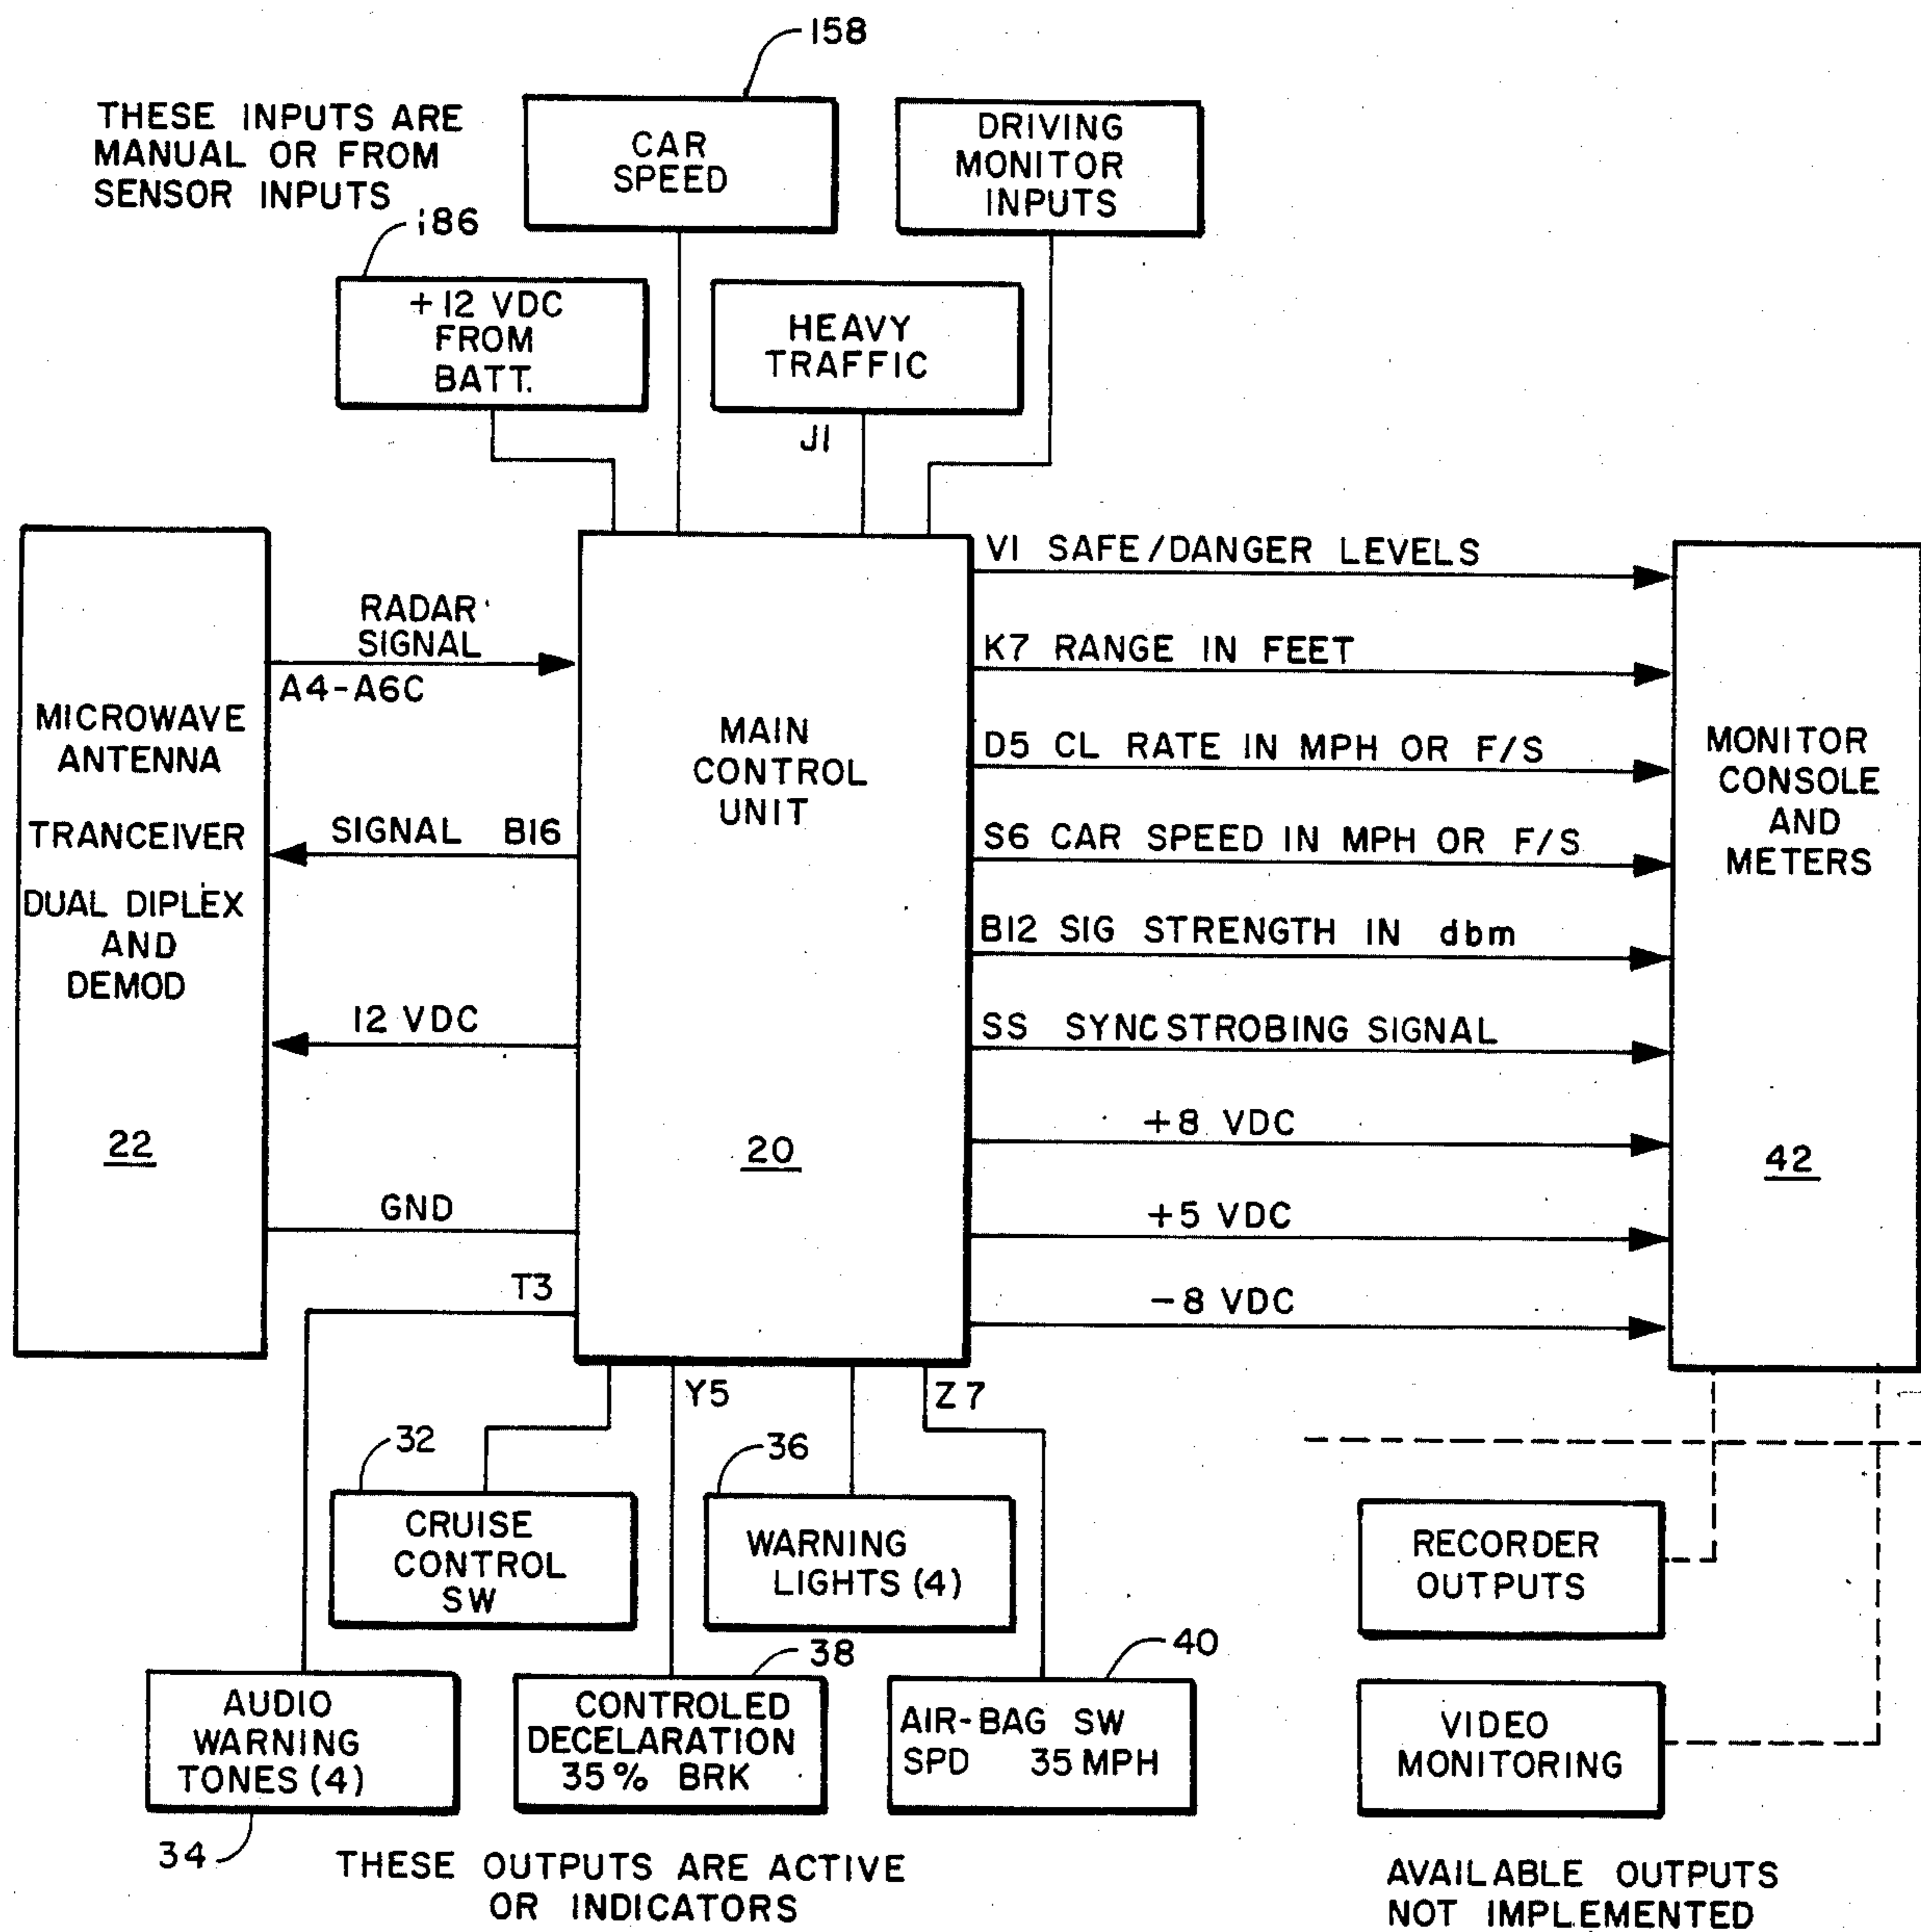 158
THESE INPUTS ARE
MANUAL OR FROM
SENSOR INPUTS
CAR
SPEED
DRIVING
MONITOR
INPUTS
186
+12 VDC
FROM
BATT.
HEAVY
TRAFFIC
J1
MICROWAVE
ANTENNA
TRANCEIVER
DUAL DIPLEX
AND
DEMOD
22
RADAR
SIGNAL
A4-A6C
SIGNAL B16
12 VDC
GND
T3
MAIN
CONTROL
UNIT
20
V1 SAFE/DANGER LEVELS
K7 RANGE IN FEET
D5 CL RATE IN MPH OR F/S
S6 CAR SPEED IN MPH OR F/S
B12 SIG STRENGTH IN dbm
SS SYNC STROBING SIGNAL
+8 VDC
+5 VDC
-8 VDC
MONITOR
CONSOLE
AND
METERS
42
Y5
Z7
32
CRUISE
CONTROL
SW
36
WARNING
LIGHTS (4)
RECORDER
OUTPUTS
AUDIO
WARNING
TONES (4)
34
38
CONTROLED
DECELARATION
35% BRK
40
AIR-BAG SW
SPD 35 MPH
VIDEO
MONITORING
THESE OUTPUTS ARE ACTIVE
OR INDICATORS
AVAILABLE OUTPUTS
NOT IMPLEMENTED